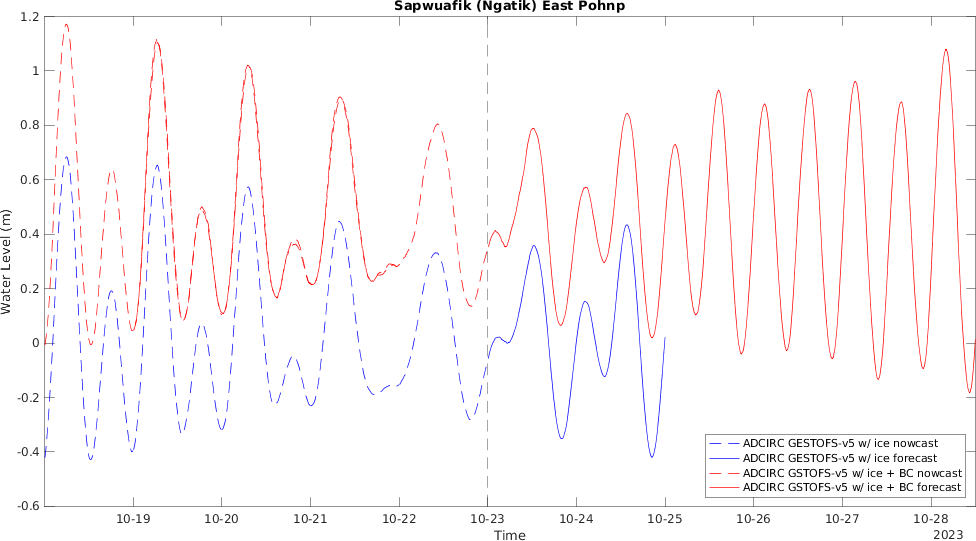 Sapwuafik (Ngatik) East Pohnp
Water Level (m)
1.2
1
0.8
0.6
0.4
0.2
0
-0.2
-0.4
-0.6
ADCIRC GESTOFS-v5 w/ ice nowcast
ADCIRC GESTOFS-v5 w/ ice forecast
ADCIRC GSTOFS-v5 w/ ice + BC nowcast
ADCIRC GSTOFS-v5 w/ ice + BC forecast
10-19 10-20 10-21 10-22 10-23 10-24 10-25 10-26 10-27 10-28
Time
2023